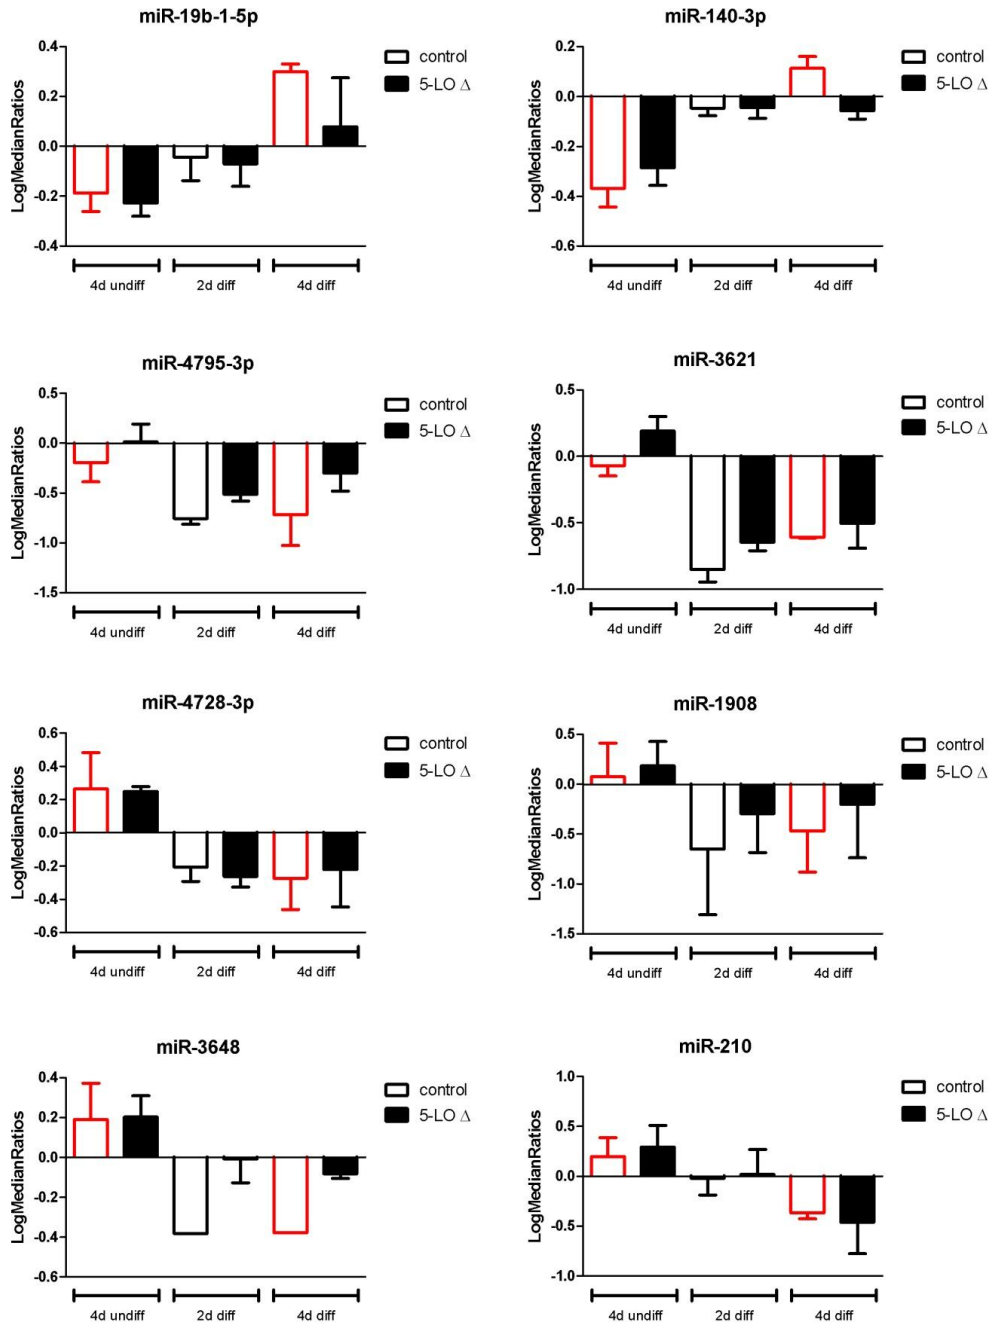 miR-19b-1-5p
LogMedianRatios
0.4
0.2
0.0
-0.2
-0.4
4d undiff
2d diff
4d diff
control
5-LO Δ
miR-140-3p
LogMedianRatios
0.2
0.0
-0.2
-0.4
-0.6
4d undiff
2d diff
4d diff
control
5-LO Δ
miR-4795-3p
LogMedianRatios
0.5
0.0
-0.5
-1.0
-1.5
4d undiff
2d diff
4d diff
control
5-LO Δ
miR-3621
LogMedianRatios
0.5
0.0
-0.5
-1.0
4d undiff
2d diff
4d diff
control
5-LO Δ
miR-4728-3p
LogMedianRatios
0.6
0.4
0.2
0.0
-0.2
-0.4
-0.6
4d undiff
2d diff
4d diff
control
5-LO Δ
miR-1908
LogMedianRatios
0.5
0.0
-0.5
-1.0
-1.5
4d undiff
2d diff
4d diff
control
5-LO Δ
miR-3648
LogMedianRatios
0.4
0.2
0.0
-0.2
-0.4
-0.6
4d undiff
2d diff
4d diff
control
5-LO Δ
miR-210
LogMedianRatios
1.0
0.5
0.0
-0.5
-1.0
4d undiff
2d diff
4d diff
control
5-LO Δ